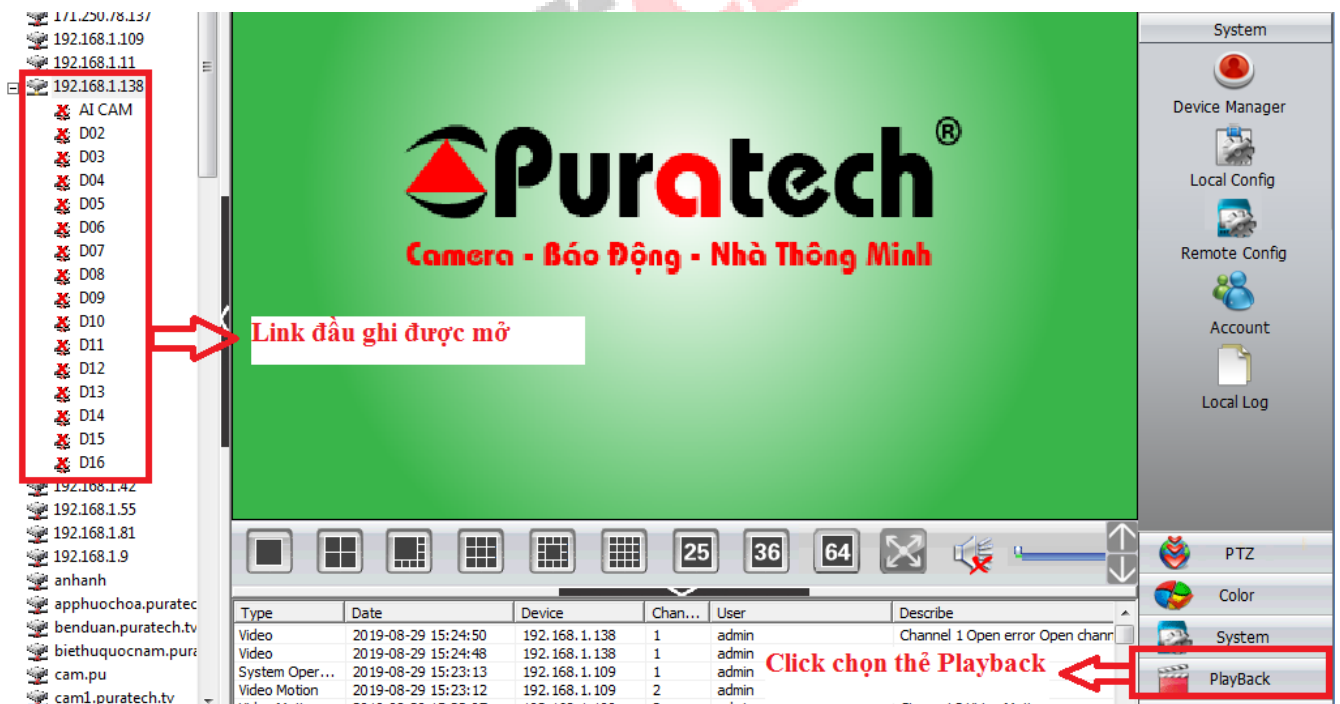 171.250.78.137
192.168.1.109
192.168.1.11
192.168.1.138
AI CAM
D02
D03
D04
D05
D06
D07
D08
D09
D10
D11
D12
D13
D14
D15
D16
192.168.1.42
192.168.1.55
192.168.1.81
192.168.1.9
anhanh
apphuochoa.puratec
benduan.puratech.tv
biethuquocnam.pura
cam.pu
cam1.puratech.tv
Puratech®
Camera - Báo Động - Nhà Thông Minh
Link đầu ghi được mở
25 36 64
Type Date Device Chan... User Describe
Video 2019-08-29 15:24:50 192.168.1.138 1 admin Channel 1 Open error Open chann
Video 2019-08-29 15:24:48 192.168.1.138 1 admin
System Oper... 2019-08-29 15:23:13 192.168.1.109 1 admin
Video Motion 2019-08-29 15:23:12 192.168.1.109 2 admin
Click chọn thẻ Playback
System
Device Manager
Local Config
Remote Config
Account
Local Log
PTZ
Color
System
PlayBack